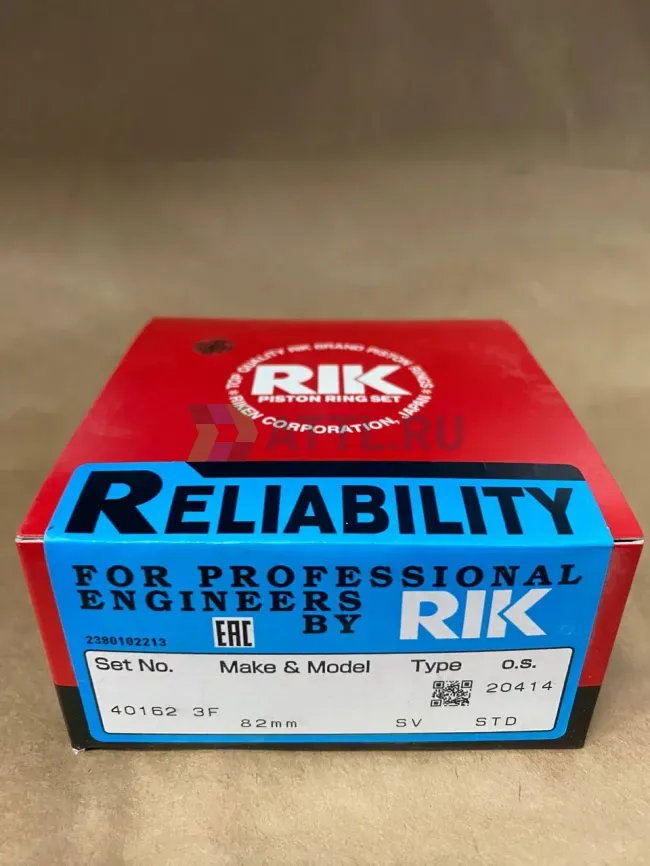 TOP QUALITY RIK BRAND PISTON RINGS
RIK
PISTON RING SET
RIKEN CORPORATION, JAPAN
ATTL.RU
RELIABILITY
FOR PROFESSIONAL
ENGINEERS
BY RIK
2380102213 EAC
Set No. Make & Model Type O.S.
20414
40162 3F 82mm SV STD